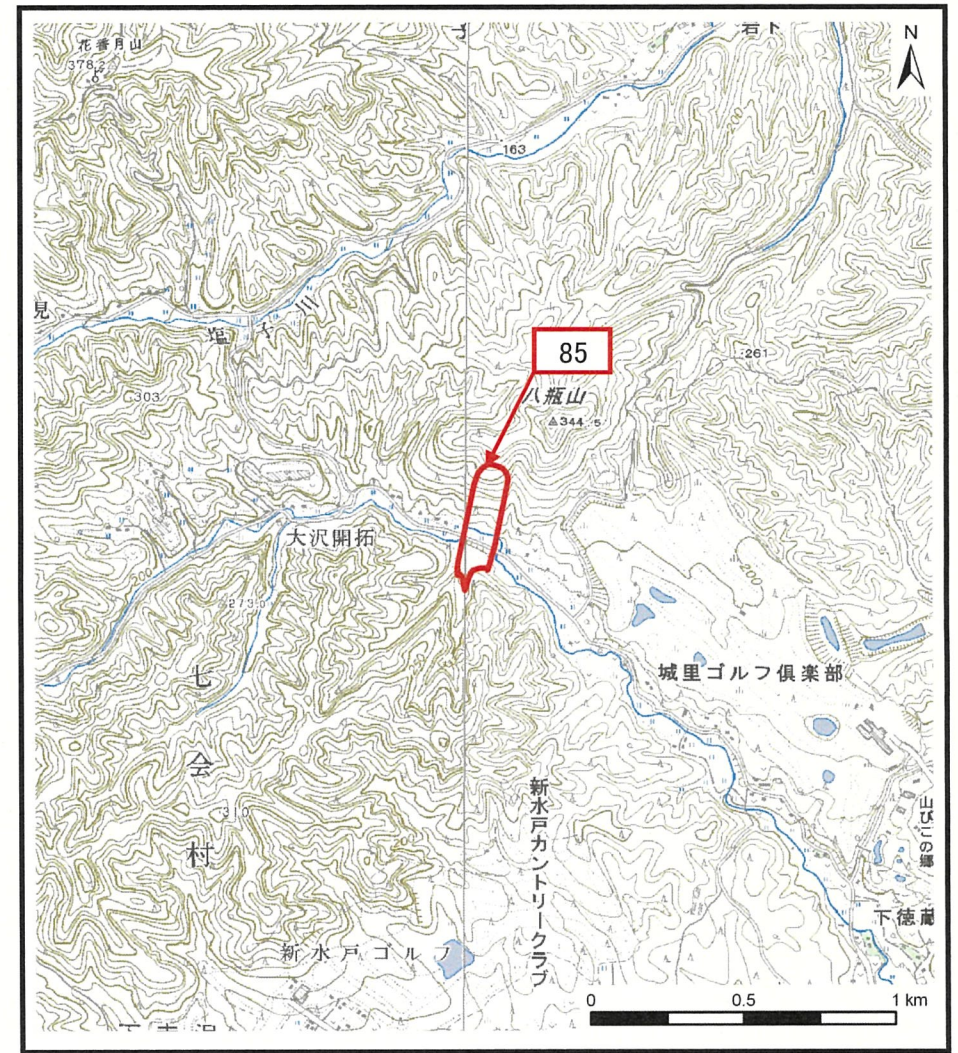 花香月山
378.2
N
163
見
塩子川
200
85
八瓶山
344.5
261
303
大沢開拓
200
200
273.0
七会村
城里ゴルフ倶楽部
310
新水戸カントリークラブ
山びこの郷
下徳蔵
新水戸ゴルフ
0 0.5 1 km